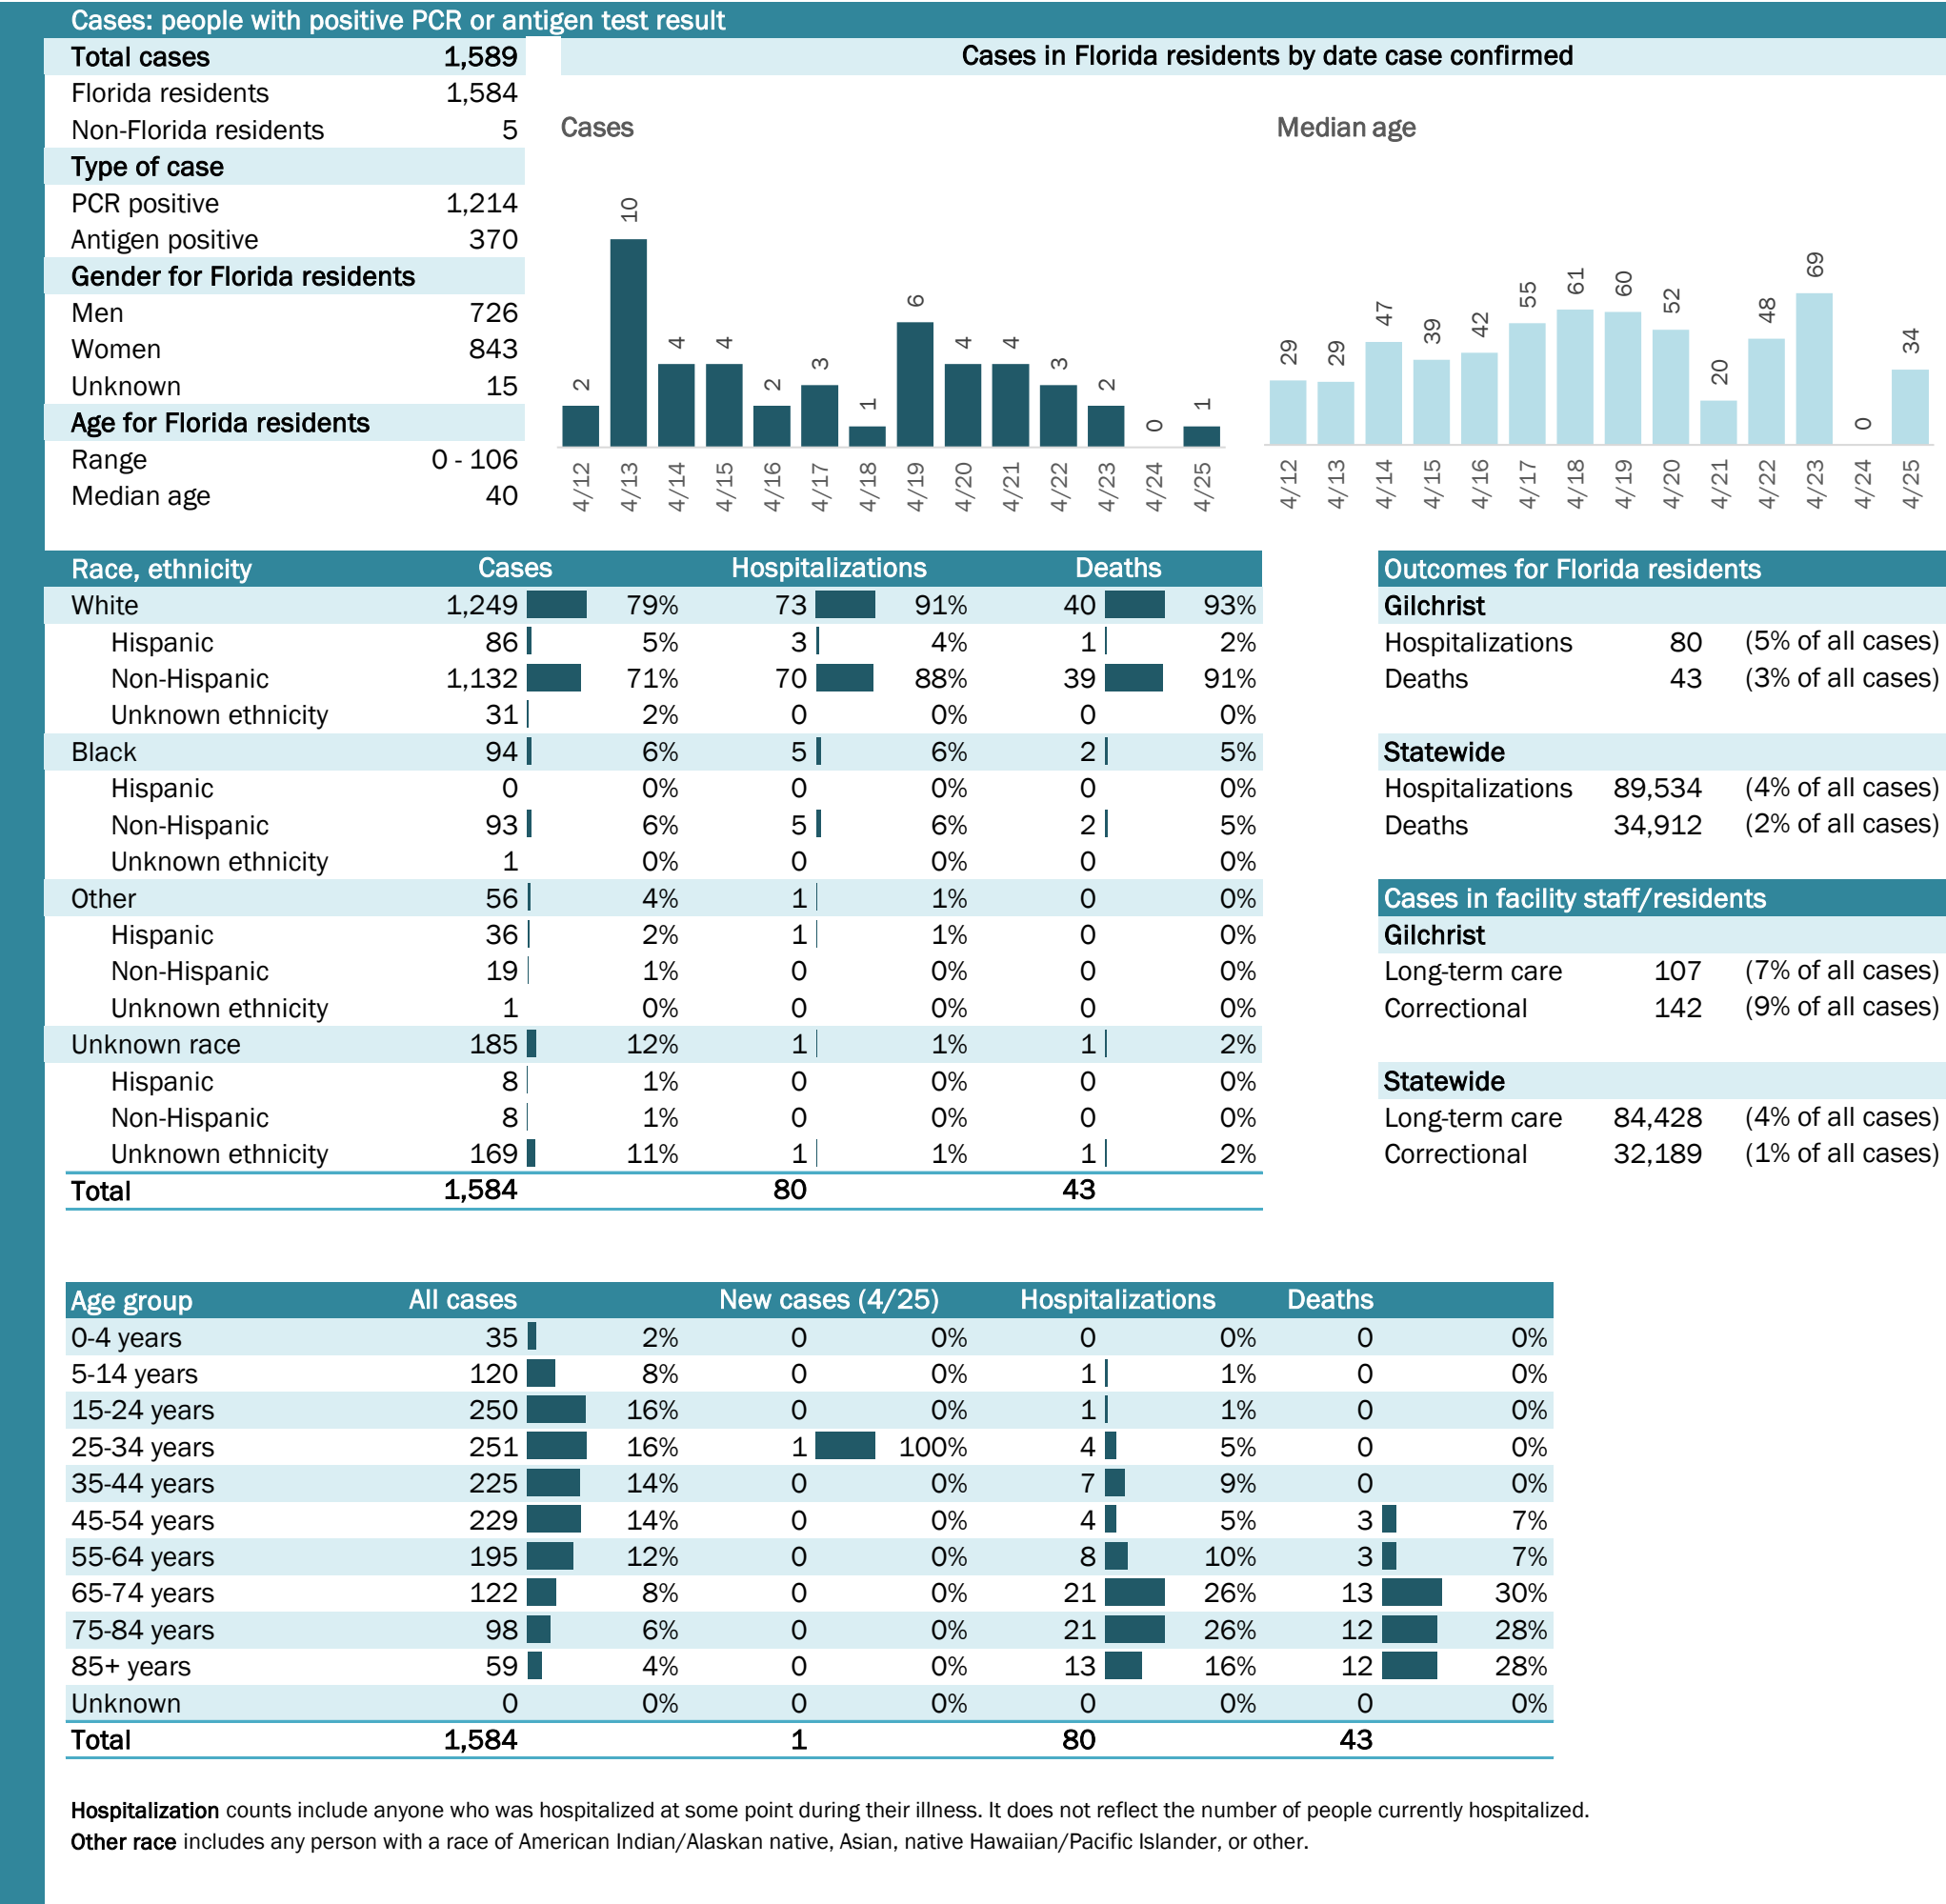 Cases: people with positive PCR or antigen test result
Total cases 1,589
Florida residents 1,584
Non-Florida residents 5
Type of case
PCR positive 1,214
Antigen positive 370
Gender for Florida residents
Men 726
Women 843
Unknown 15
Age for Florida residents
Range 0 - 106
Median age 40
Cases in Florida residents by date case confirmed
Cases
2 10 4 4 2 3 1 6 4 4 3 2 0 1
4/12 4/13 4/14 4/15 4/16 4/17 4/18 4/19 4/20 4/21 4/22 4/23 4/24 4/25
Median age
29 29 47 39 42 55 61 60 52 20 48 69 0 34
4/12 4/13 4/14 4/15 4/16 4/17 4/18 4/19 4/20 4/21 4/22 4/23 4/24 4/25
Race, ethnicity Cases Hospitalizations Deaths
White 1,249 79% 73 91% 40 93%
Hispanic 86 5% 3 4% 1 2%
Non-Hispanic 1,132 71% 70 88% 39 91%
Unknown ethnicity 31 2% 0 0% 0 0%
Black 94 6% 5 6% 2 5%
Hispanic 0 0% 0 0% 0 0%
Non-Hispanic 93 6% 5 6% 2 5%
Unknown ethnicity 1 0% 0 0% 0 0%
Other 56 4% 1 1% 0 0%
Hispanic 36 2% 1 1% 0 0%
Non-Hispanic 19 1% 0 0% 0 0%
Unknown ethnicity 1 0% 0 0% 0 0%
Unknown race 185 12% 1 1% 1 2%
Hispanic 8 1% 0 0% 0 0%
Non-Hispanic 8 1% 0 0% 0 0%
Unknown ethnicity 169 11% 1 1% 1 2%
Total 1,584 80 43
Outcomes for Florida residents
Gilchrist
Hospitalizations 80 (5% of all cases)
Deaths 43 (3% of all cases)
Statewide
Hospitalizations 89,534 (4% of all cases)
Deaths 34,912 (2% of all cases)
Cases in facility staff/residents
Gilchrist
Long-term care 107 (7% of all cases)
Correctional 142 (9% of all cases)
Statewide
Long-term care 84,428 (4% of all cases)
Correctional 32,189 (1% of all cases)
Age group All cases New cases (4/25) Hospitalizations Deaths
0-4 years 35 2% 0 0% 0 0% 0 0%
5-14 years 120 8% 0 0% 1 1% 0 0%
15-24 years 250 16% 0 0% 1 1% 0 0%
25-34 years 251 16% 1 100% 4 5% 0 0%
35-44 years 225 14% 0 0% 7 9% 0 0%
45-54 years 229 14% 0 0% 4 5% 3 7%
55-64 years 195 12% 0 0% 8 10% 3 7%
65-74 years 122 8% 0 0% 21 26% 13 30%
75-84 years 98 6% 0 0% 21 26% 12 28%
85+ years 59 4% 0 0% 13 16% 12 28%
Unknown 0 0% 0 0% 0 0% 0 0%
Total 1,584 1 80 43
Hospitalization counts include anyone who was hospitalized at some point during their illness. It does not reflect the number of people currently hospitalized.
Other race includes any person with a race of American Indian/Alaskan native, Asian, native Hawaiian/Pacific Islander, or other.